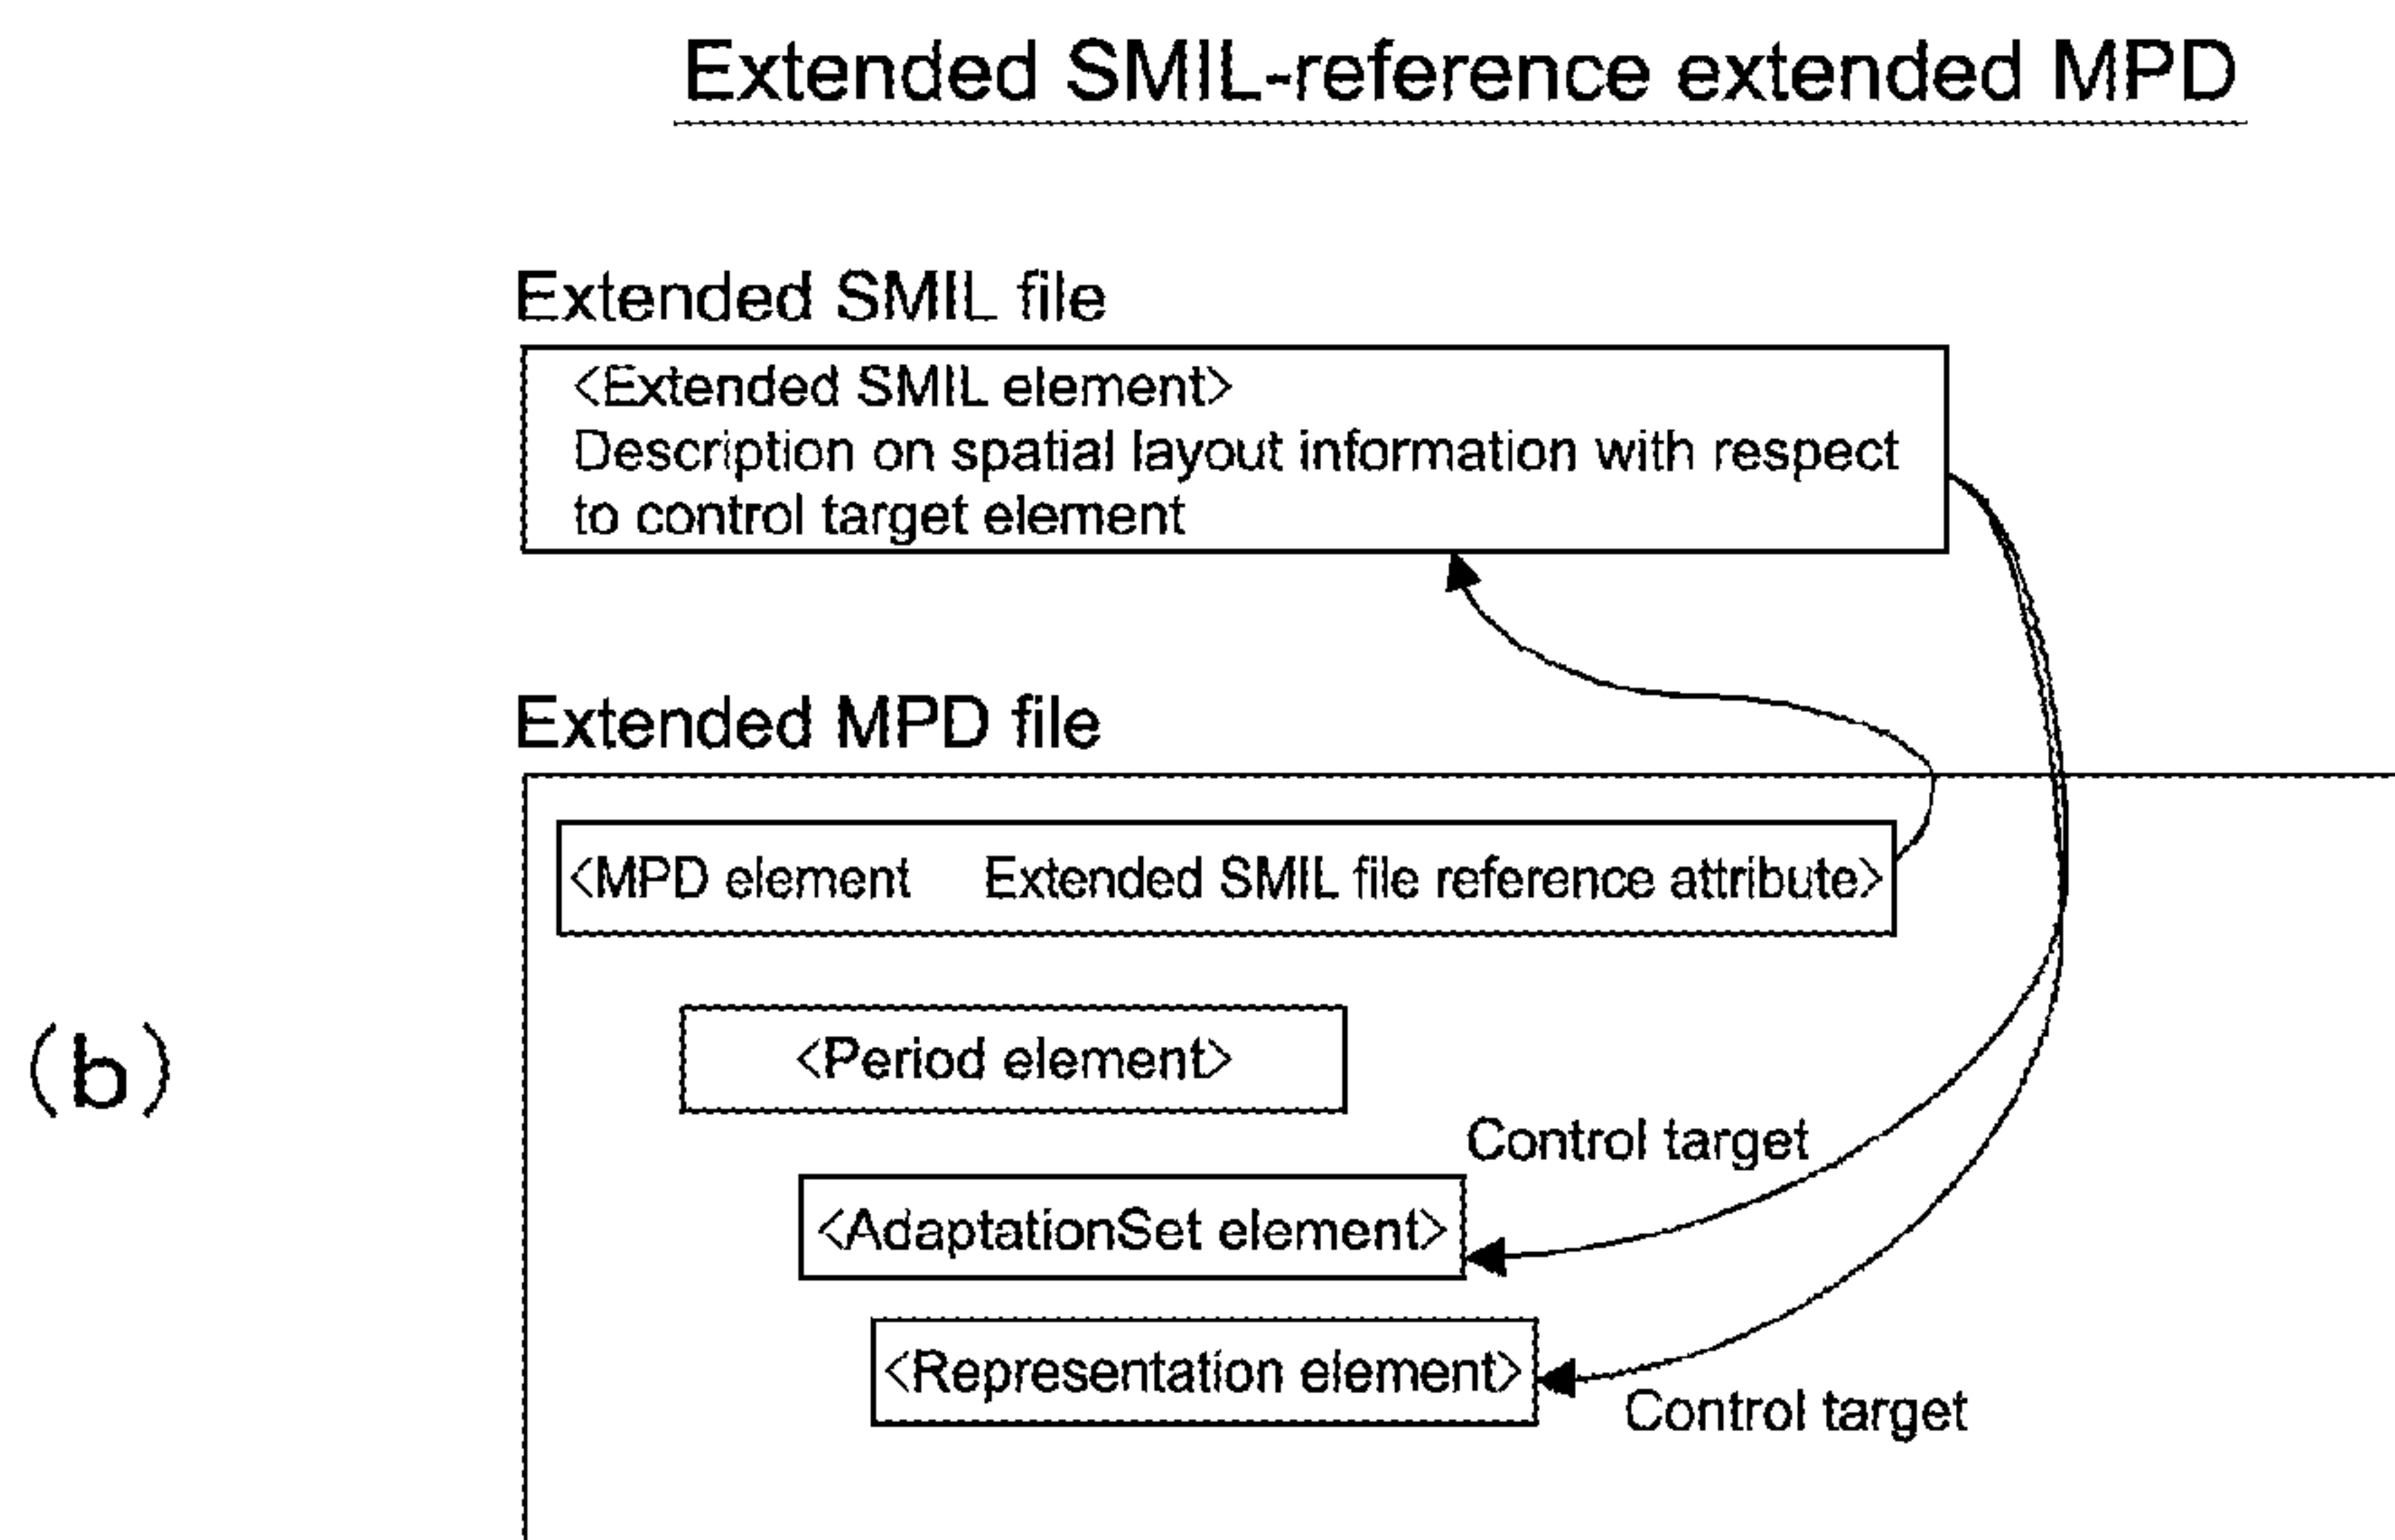 Extended SMIL-reference extended MPD
Extended SMIL file
<Extended SMIL element>
Description on spatial layout information with respect
to control target element
Extended MPD file
<MPD element Extended SMIL file reference attribute>
(b)
<Period element>
Control target
<AdaptationSet element>
<Representation element>
Control target